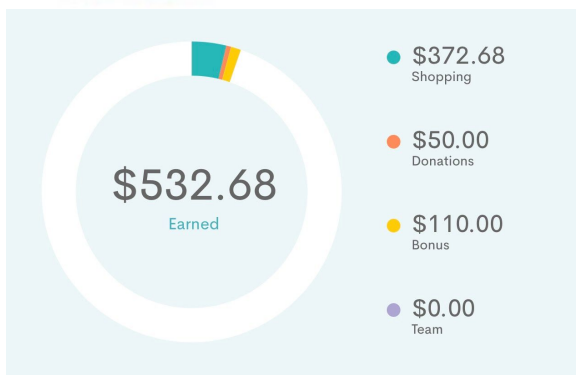 $532.68
Earned
$372.68
Shopping
$50.00
Donations
$110.00
Bonus
$0.00
Team